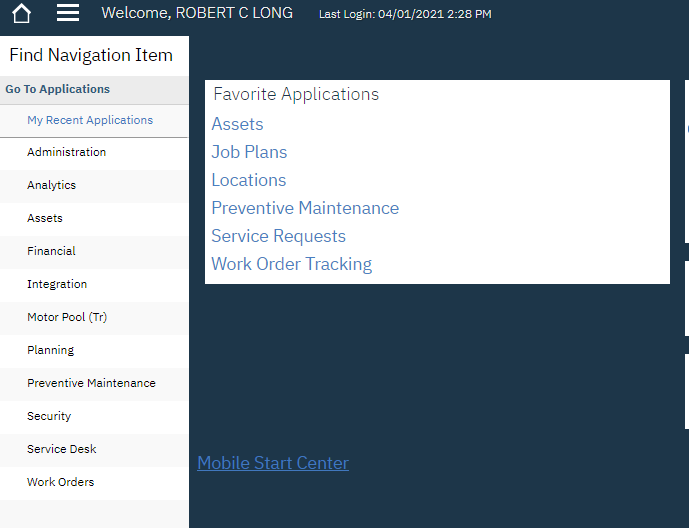 Welcome, ROBERT C LONG Last Login: 04/01/2021 2:28 PM
Find Navigation Item
Go To Applications
My Recent Applications
Administration
Analytics
Assets
Financial
Integration
Motor Pool (Tr)
Planning
Preventive Maintenance
Security
Service Desk
Work Orders
Favorite Applications
Assets
Job Plans
Locations
Preventive Maintenance
Service Requests
Work Order Tracking
Mobile Start Center